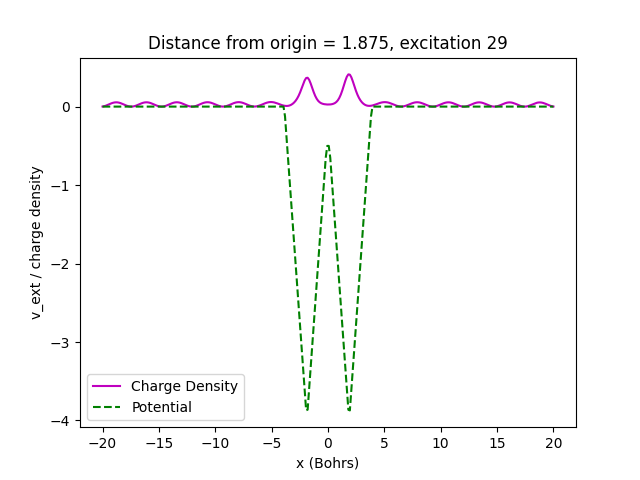 Distance from origin = 1.875, excitation 29
v_ext / charge density
0
−1
−2
−3
−4
Charge Density
Potential
−20 −15 −10 −5 0 5 10 15 20
x (Bohrs)